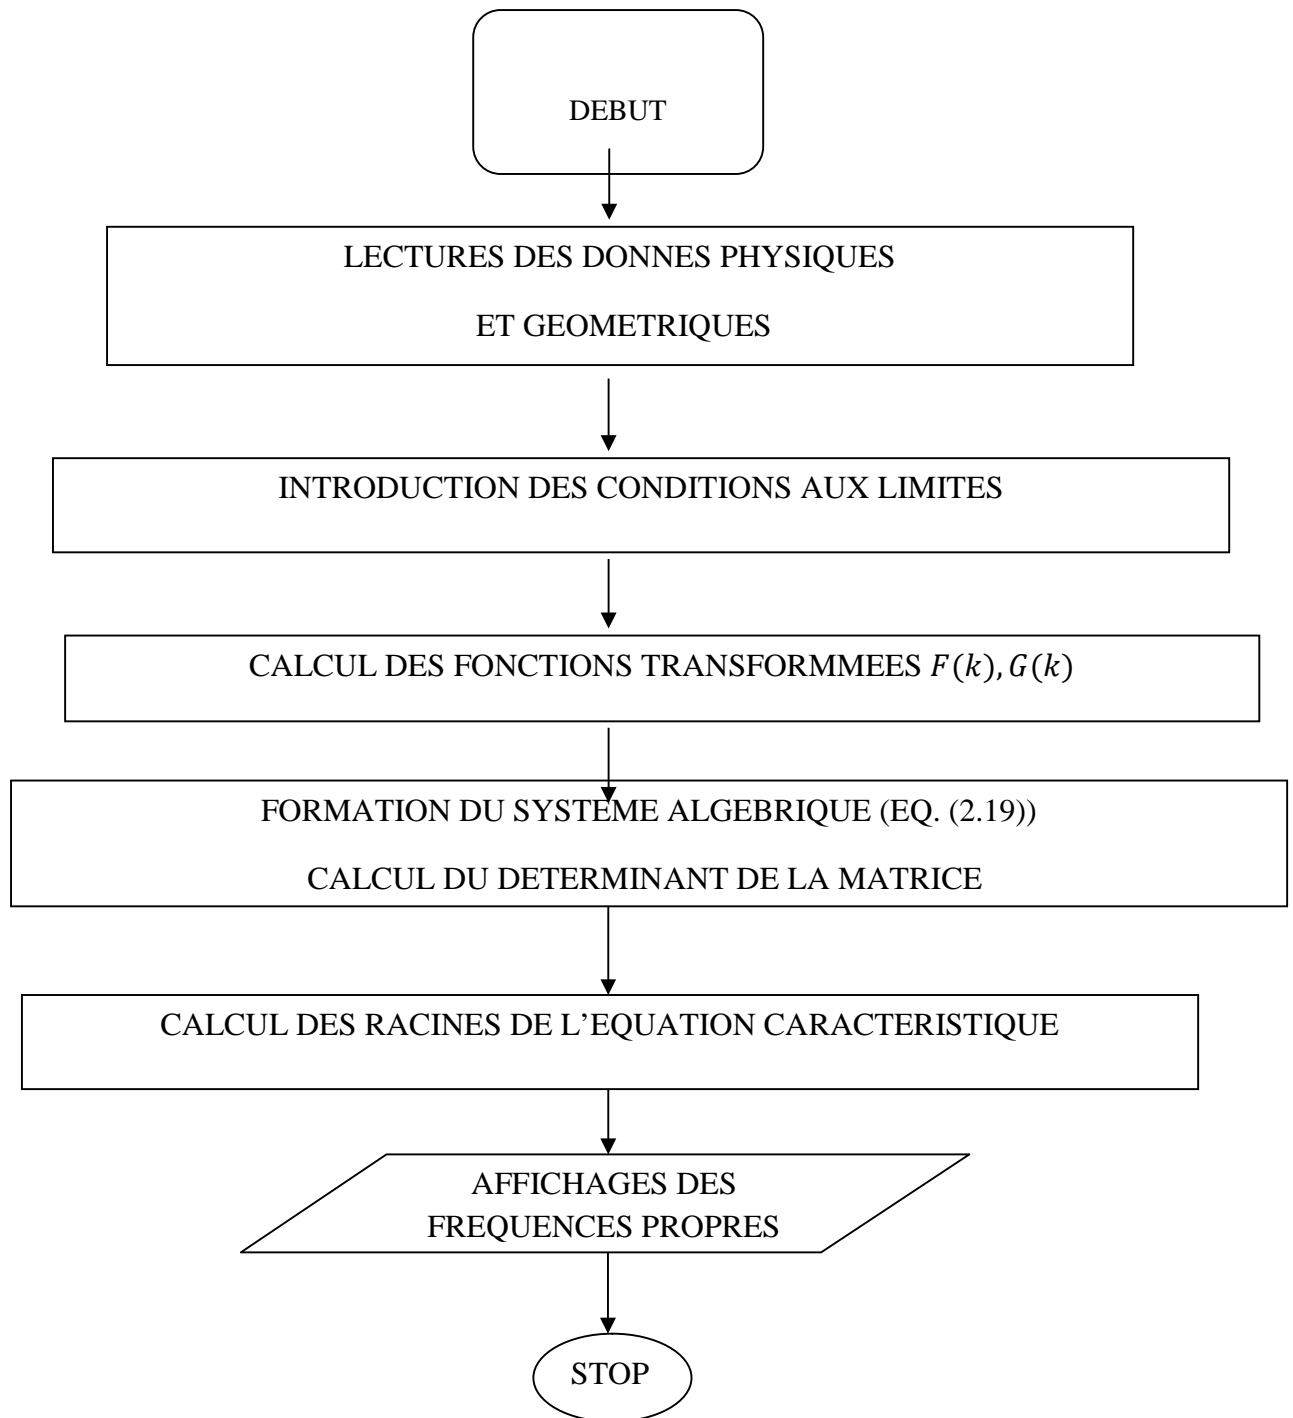 DEBUT
LECTURES DES DONNES PHYSIQUES
ET GEOMETRIQUES
INTRODUCTION DES CONDITIONS AUX LIMITES
CALCUL DES FONCTIONS TRANSFORMMEES F(k), G(k)
FORMATION DU SYSTEME ALGEBRIQUE (EQ. (2.19))
CALCUL DU DETERMINANT DE LA MATRICE
CALCUL DES RACINES DE L’EQUATION CARACTERISTIQUE
AFFICHAGES DES
FREQUENCES PROPRES
STOP